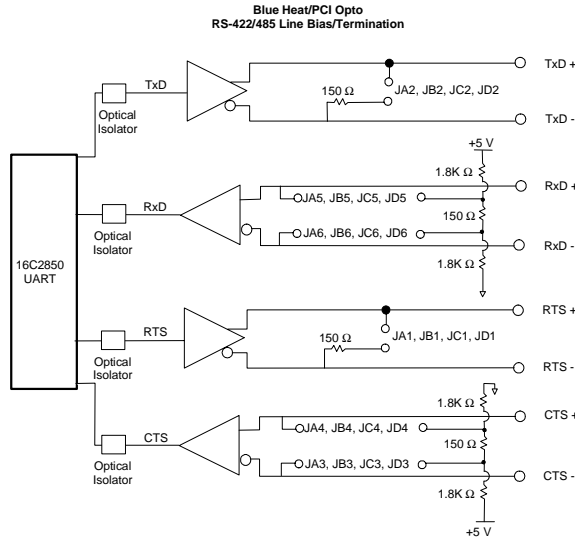 Blue Heat/PCI Opto
RS-422/485 Line Bias/Termination
TxD
Optical
Isolator
150 Ω
JA2, JB2, JC2, JD2
TxD +
TxD -
+5 V
1.8K Ω
RxD
Optical
Isolator
JA5, JB5, JC5, JD5
150 Ω
JA6, JB6, JC6, JD6
1.8K Ω
RxD +
RxD -
16C2850
UART
RTS
Optical
Isolator
150 Ω
JA1, JB1, JC1, JD1
RTS +
RTS -
1.8K Ω
CTS
Optical
Isolator
JA4, JB4, JC4, JD4
150 Ω
JA3, JB3, JC3, JD3
1.8K Ω
+5 V
CTS +
CTS -